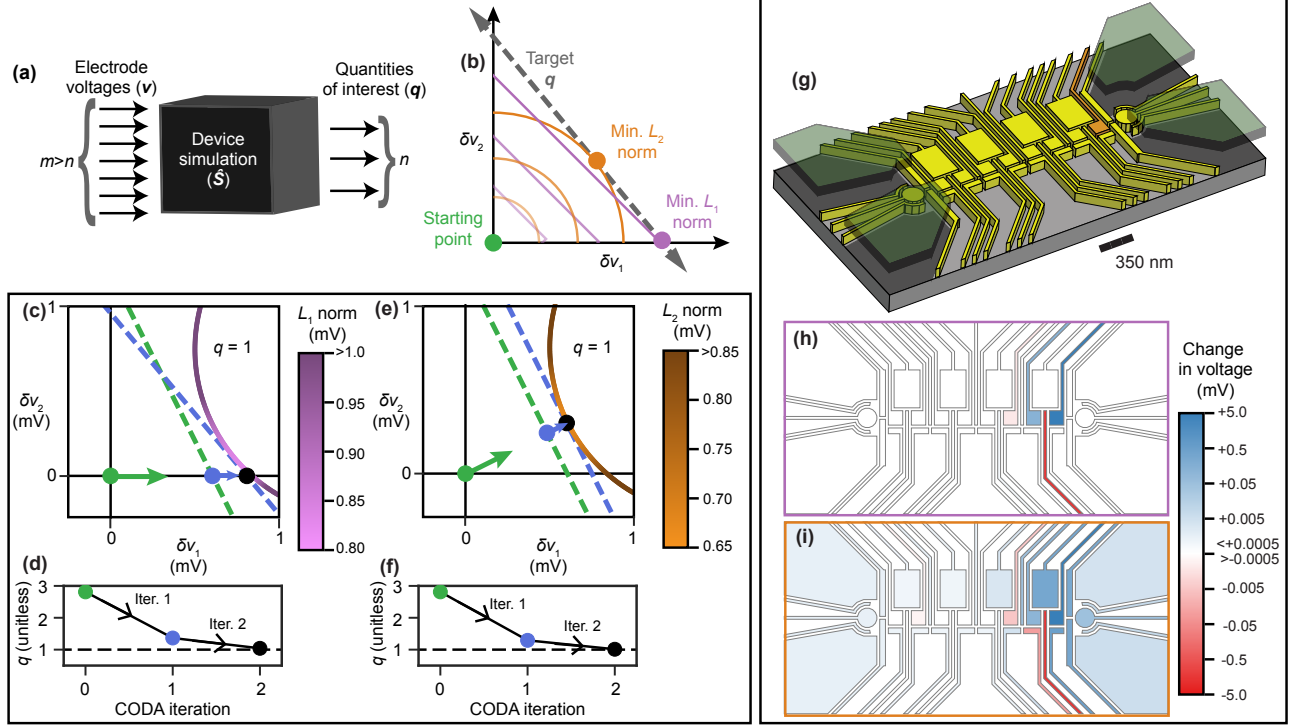 (a)
Electrode
voltages (v)
m>n
Device
simulation
(Ŝ)
Quantities
of interest (q)
n
(b)
δv2
Target
q
Min. L2
norm
Min. L1
norm
Starting
point
δv1
(c)
1
q = 1
δv2
(mV)
0
0
1
δv1
(mV)
L1 norm
(mV)
>1.0
0.95
0.90
0.85
0.80
(d)
q (unitless)
3
2
1
Iter. 1
Iter. 2
0
1
2
CODA iteration
(e)
1
q = 1
δv2
(mV)
0
0
1
δv1
(mV)
L2 norm
(mV)
>0.85
0.80
0.75
0.70
0.65
(f)
q (unitless)
3
2
1
Iter. 1
Iter. 2
0
1
2
CODA iteration
(g)
350 nm
(h)
(i)
Change
in voltage
(mV)
+5.0
+0.5
+0.05
+0.005
<+0.0005
>-0.0005
-0.005
-0.05
-0.5
-5.0